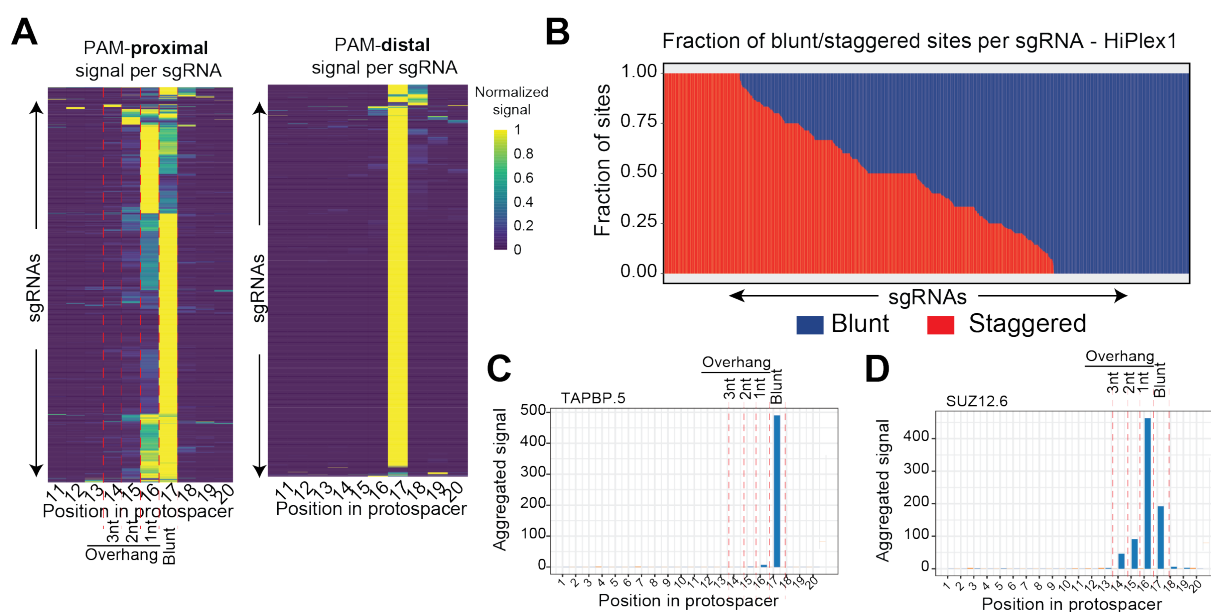 A
PAM-proximal
signal per sgRNA
PAM-distal
signal per sgRNA
Normalized
signal
1
0.8
0.6
0.4
0.2
0
sgRNAs
sgRNAs
11 12 13 14 15 16 17 18 19 20
Position in protospacer
3nt 2nt 1nt Blunt
Overhang
11 12 13 14 15 16 17 18 19 20
Position in protospacer
B
Fraction of blunt/staggered sites per sgRNA - HiPlex1
Fraction of sites
1.00
0.75
0.50
0.25
0.00
sgRNAs
Blunt
Staggered
C
Overhang
3nt 2nt 1nt Blunt
TAPBP.5
Aggregated signal
500
400
300
200
100
0
1 2 3 4 5 6 7 8 9 10 11 12 13 14 15 16 17 18 19 20
Position in protospacer
D
Overhang
3nt 2nt 1nt Blunt
SUZ12.6
Aggregated signal
400
300
200
100
0
1 2 3 4 5 6 7 8 9 10 11 12 13 14 15 16 17 18 19 20
Position in protospacer